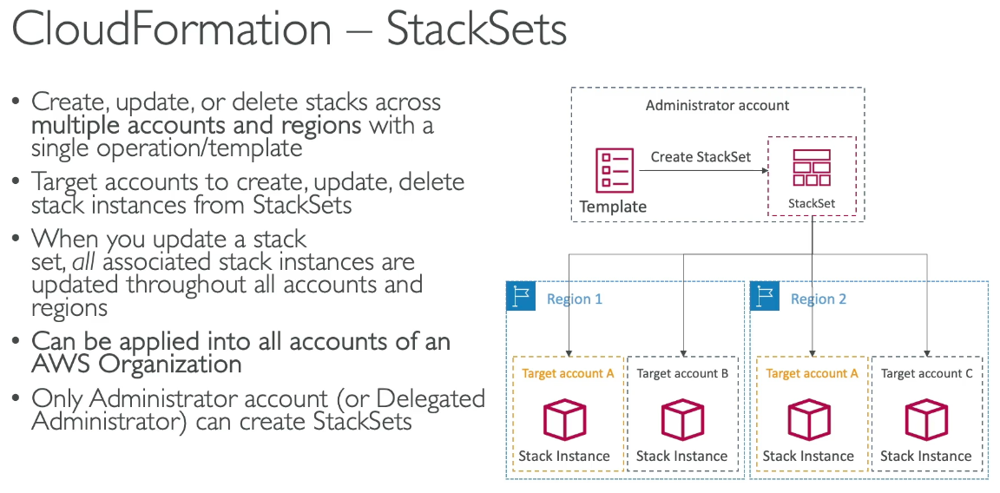 CloudFormation – StackSets
• Create, update, or delete stacks across
multiple accounts and regions with a
single operation/template
• Target accounts to create, update, delete
stack instances from StackSets
• When you update a stack
set, all associated stack instances are
updated throughout all accounts and
regions
• Can be applied into all accounts of an
AWS Organization
• Only Administrator account (or Delegated
Administrator) can create StackSets
Administrator account
Create StackSet
Template
StackSet
Region 1
Region 2
Target account A
Target account B
Target account A
Target account C
Stack Instance
Stack Instance
Stack Instance
Stack Instance